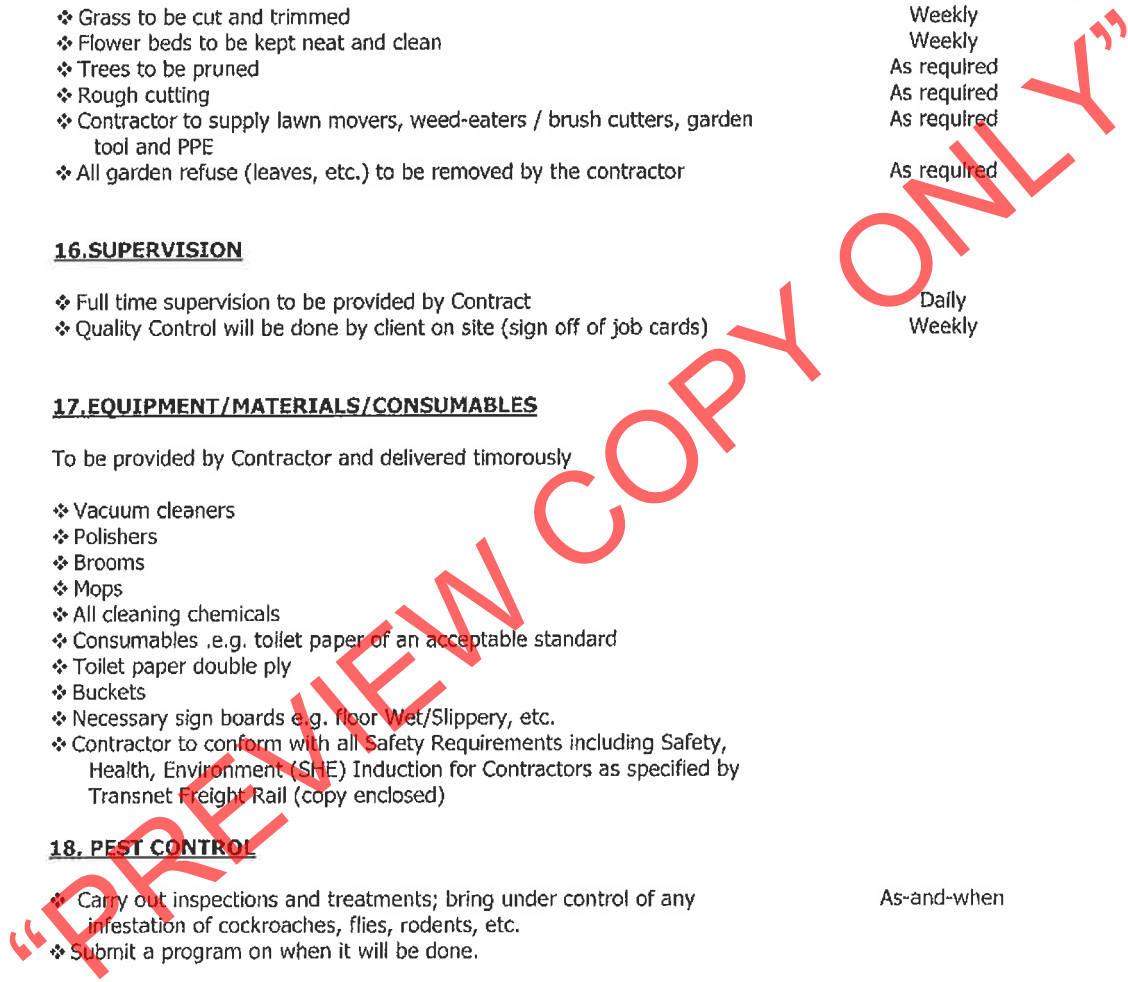 ❖ Grass to be cut and trimmed Weekly
❖ Flower beds to be kept neat and clean Weekly
❖ Trees to be pruned As required
❖ Rough cutting As required
❖ Contractor to supply lawn movers, weed-eaters / brush cutters, garden As required
tool and PPE
❖ All garden refuse (leaves, etc.) to be removed by the contractor As required
16.SUPERVISION
❖ Full time supervision to be provided by Contract Daily
❖ Quality Control will be done by client on site (sign off of job cards) Weekly
17.EQUIPMENT/MATERIALS/CONSUMABLES
To be provided by Contractor and delivered timorously
❖ Vacuum cleaners
❖ Polishers
❖ Brooms
❖ Mops
❖ All cleaning chemicals
❖ Consumables .e.g. toilet paper of an acceptable standard
❖ Toilet paper double ply
❖ Buckets
❖ Necessary sign boards e.g. floor Wet/Slippery, etc.
❖ Contractor to conform with all Safety Requirements including Safety,
Health, Environment (SHE) Induction for Contractors as specified by
Transnet Freight Rail (copy enclosed)
18. PEST CONTROL
❖ Carry out inspections and treatments; bring under control of any As-and-when
infestation of cockroaches, flies, rodents, etc.
❖ Submit a program on when it will be done.
“PREVIEW COPY ONLY”